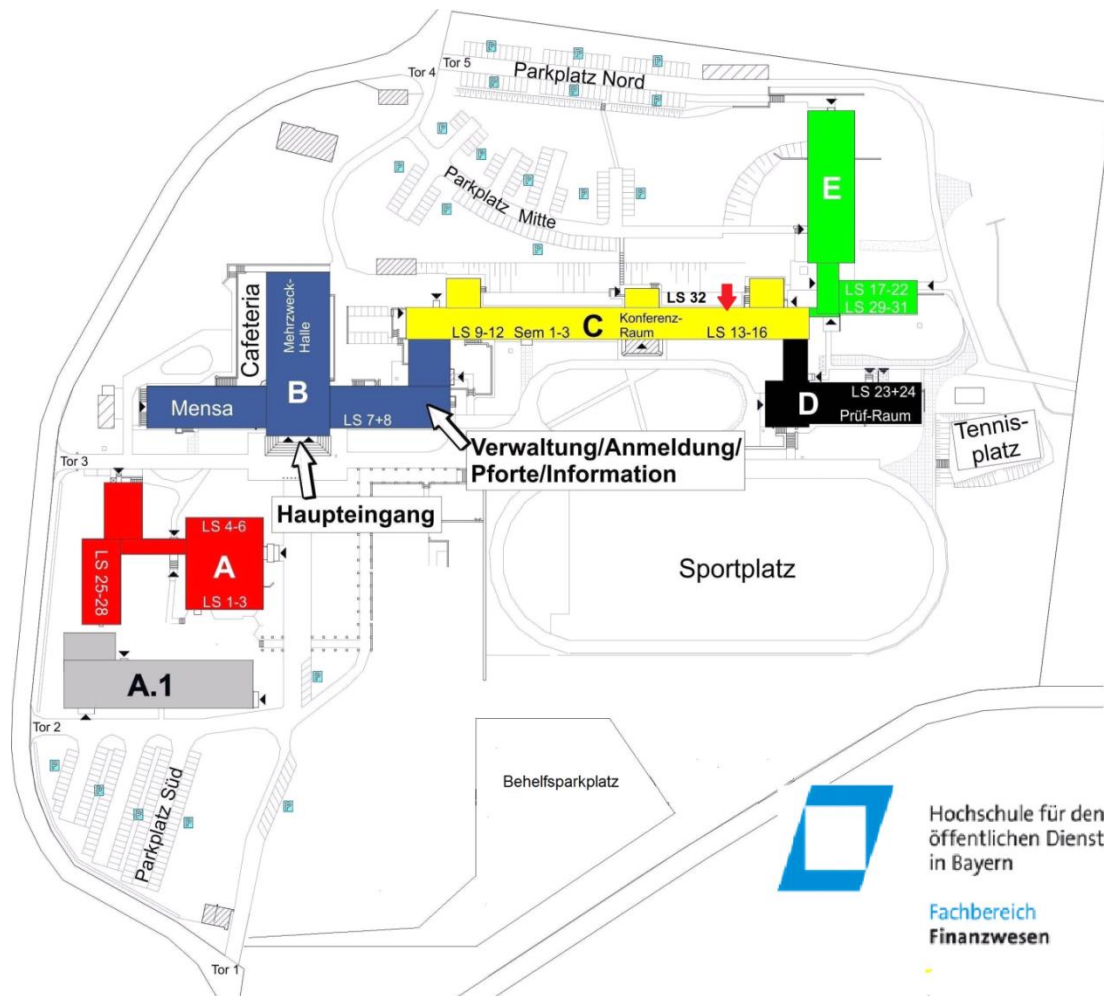 Tor 5
Parkplatz Nord
Tor 4
Parkplatz Mitte
E
Cafeteria
Mehrzweck-
Halle
LS 17-22
LS 29-31
LS 32
LS 9-12
Sem 1-3
C
Konferenz-
Raum
LS 13-16
Mensa
B
LS 7+8
D
LS 23+24
Prüf-Raum
Tennis-
platz
Verwaltung/Anmeldung/
Pforte/Information
Tor 3
Haupteingang
LS 4-6
A
LS 1-3
LS 25-28
Sportplatz
A.1
Tor 2
Parkplatz Süd
Behelfsparkplatz
Tor 1
Hochschule für den
öffentlichen Dienst
in Bayern
Fachbereich
Finanzwesen